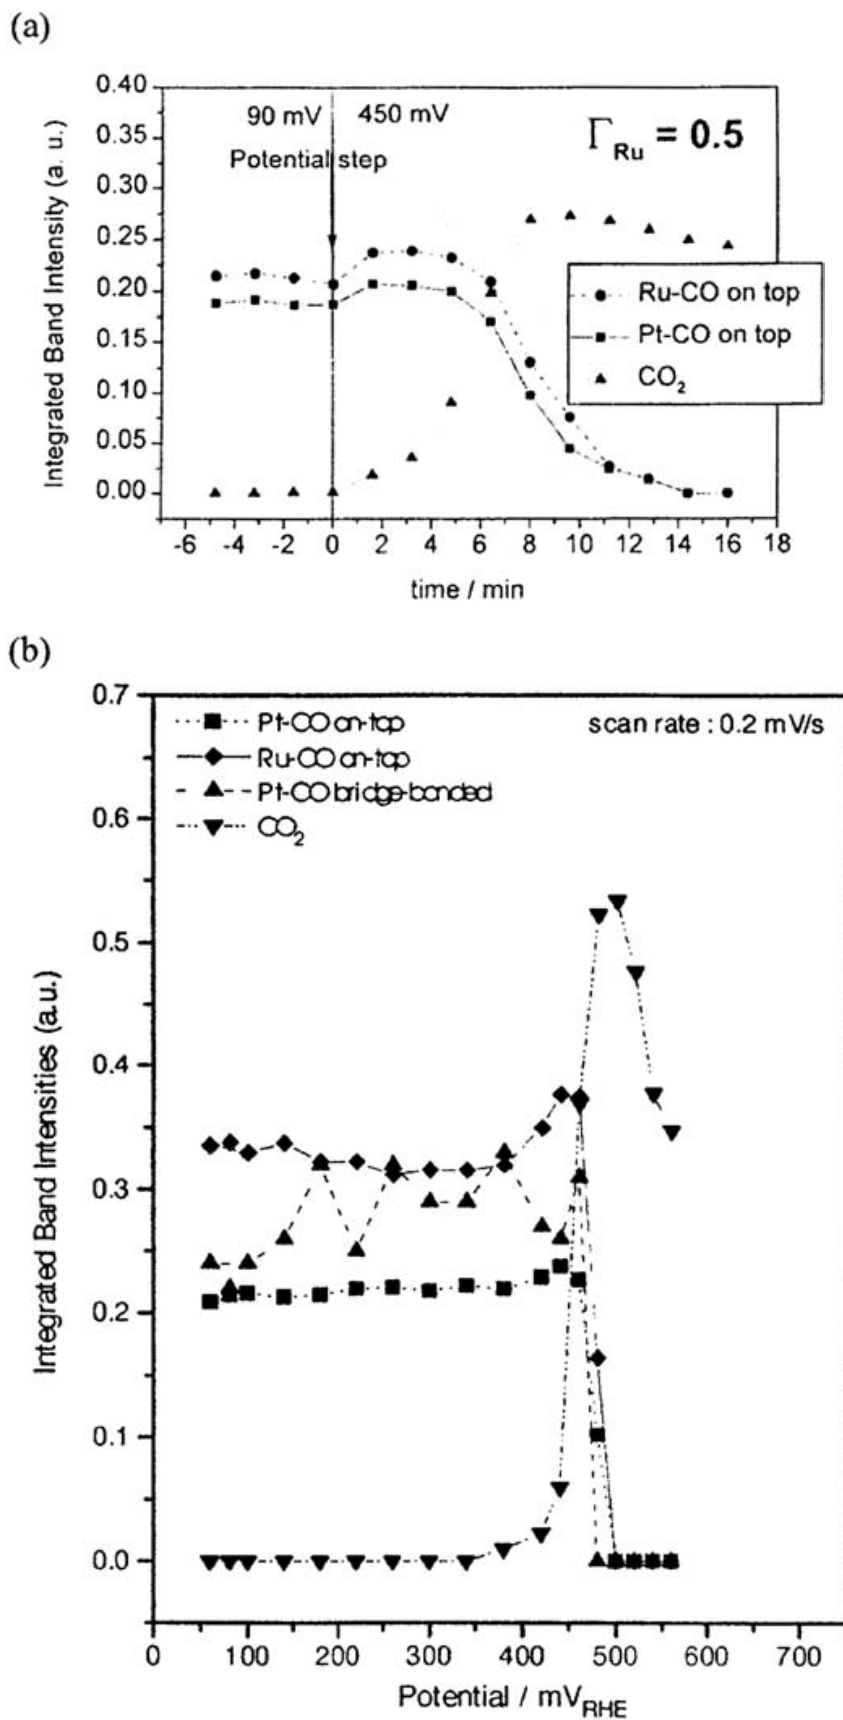 (a)
0.40
0.35
0.30
0.25
0.20
0.15
0.10
0.05
0.00
Integrated Band Intensity (a. u.)
90 mV 450 mV
Potential step
Γ_Ru = 0.5
Ru-CO on top
Pt-CO on top
CO₂
-6 -4 -2 0 2 4 6 8 10 12 14 16 18
time / min
(b)
0.7
0.6
0.5
0.4
0.3
0.2
0.1
0.0
Integrated Band Intensities (a.u.)
Pt-CO on-top
Ru-CO on-top
Pt-CO bridge-bonded
CO₂
scan rate : 0.2 mV/s
0 100 200 300 400 500 600 700
Potential / mV_RHE